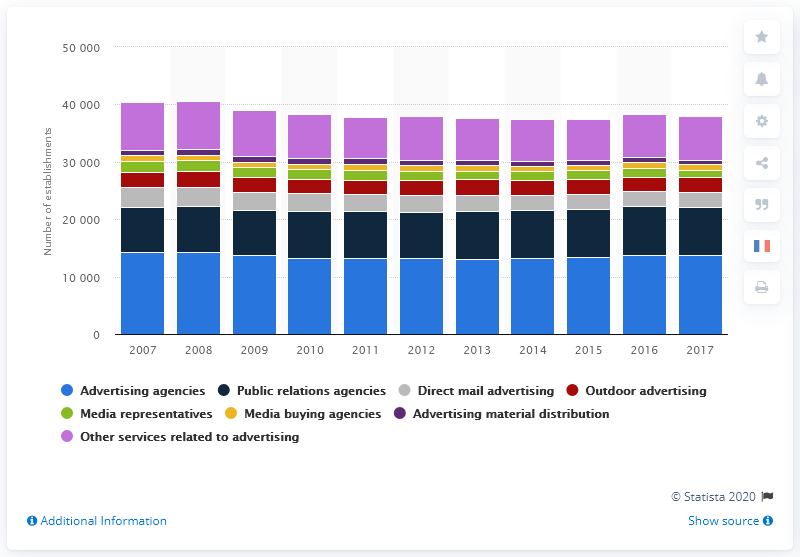 50 000
40 000
30 000
20 000
10 000
0
Number of establishments
2007 2008 2009 2010 2011 2012 2013 2014 2015 2016 2017
Advertising agencies Public relations agencies Direct mail advertising Outdoor advertising
Media representatives Media buying agencies Advertising material distribution
Other services related to advertising
© Statista 2020
Additional Information Show source